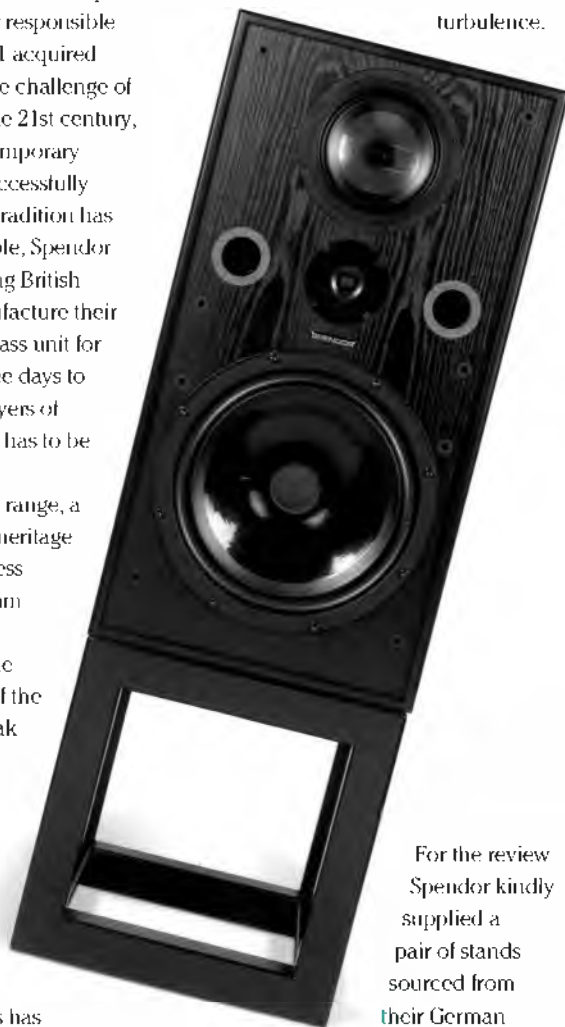 responsible
acquired
challenge of
e 21st century,
mporary
ccessfully
radition has
ple, Spendor
ng British
ufacture their
ass unit for
e days to
yers of
has to be
range, a
heritage
ess
am
f the
ak
s has
turbulence.
SPENDOR
For the review
Spendor kindly
supplied a
pair of stands
sourced from
their German